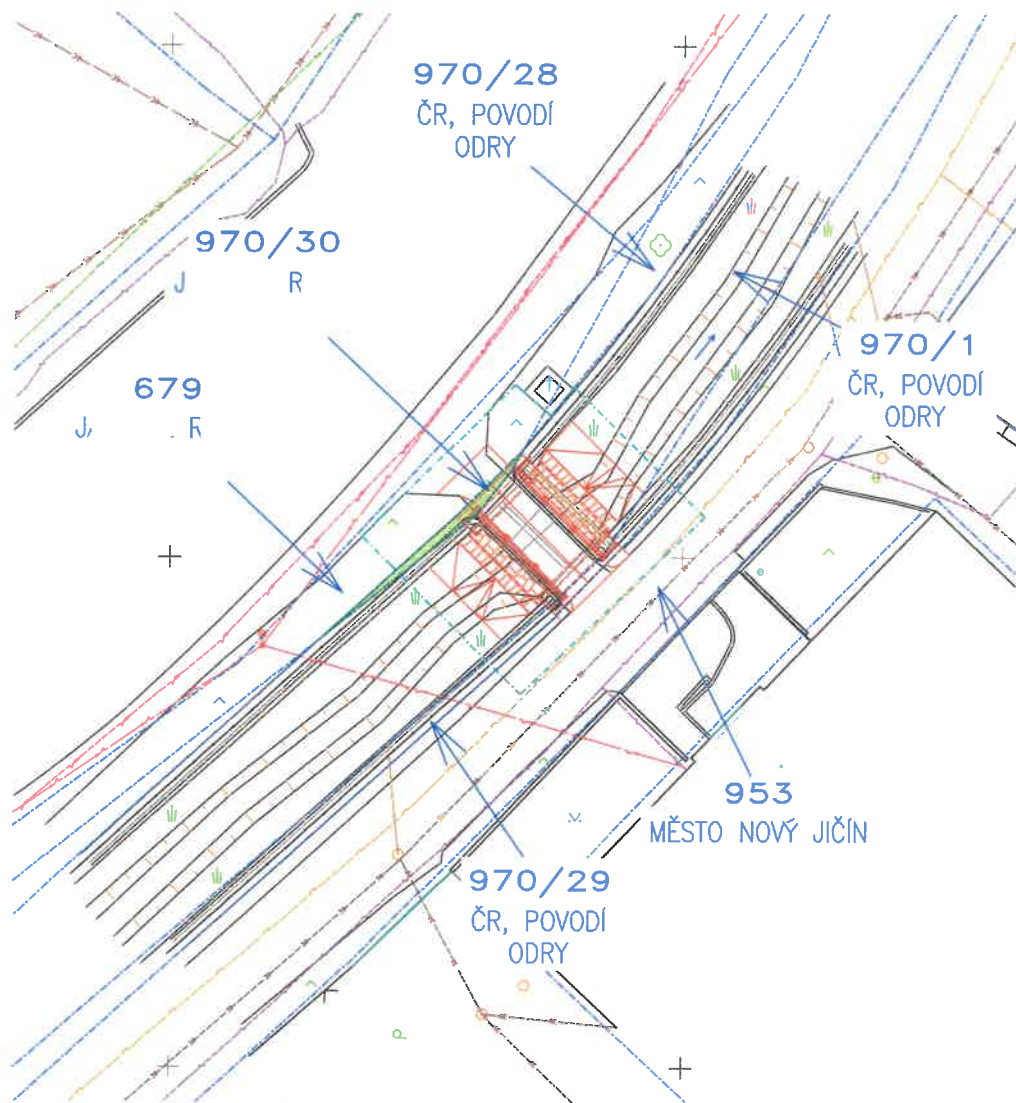 970/28
ČR, POVODÍ
ODRY
970/30
J R
970/1
ČR, POVODÍ
ODRY
679
J, . R
953
MĚSTO NOVÝ JIČÍN
970/29
ČR, POVODÍ
ODRY